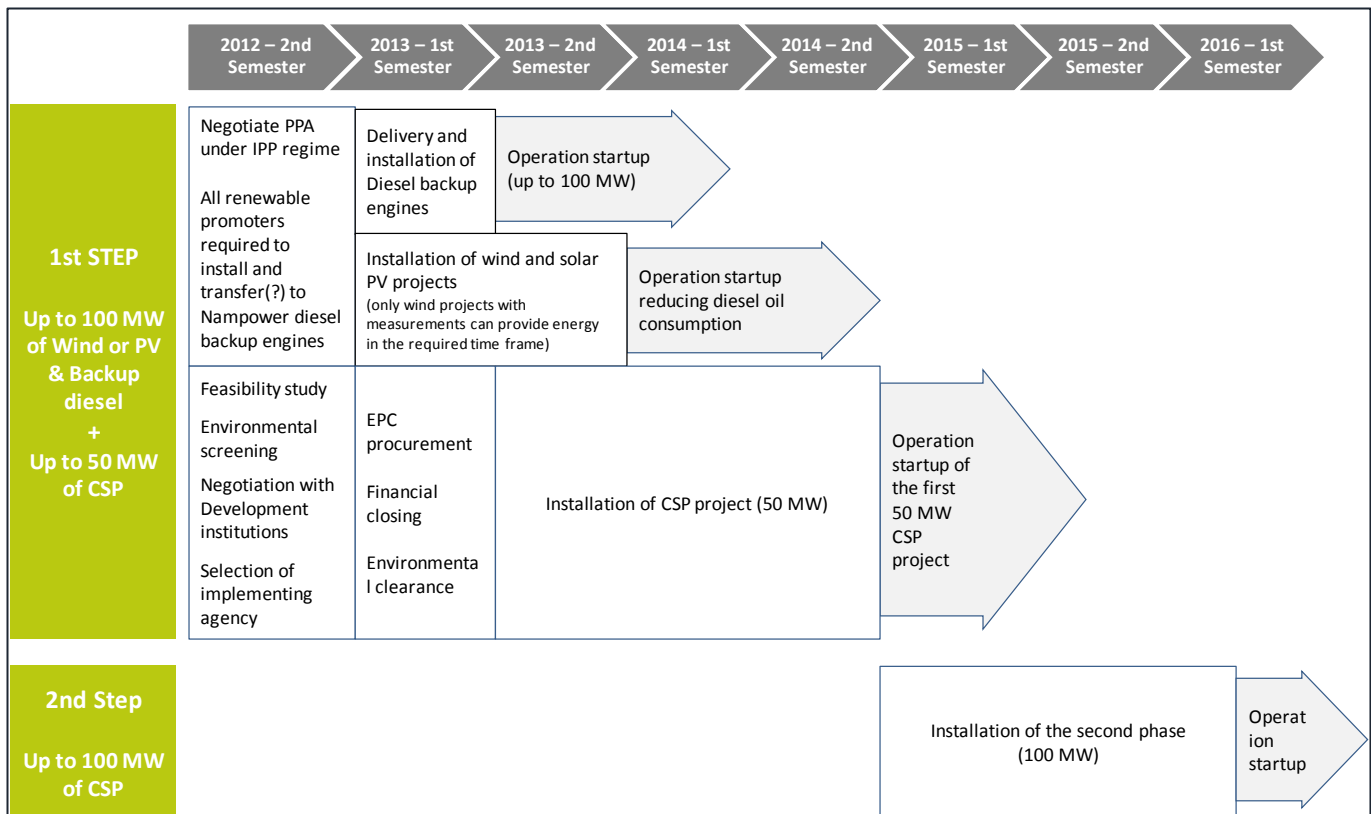 2012 – 2nd
Semester
2013 – 1st
Semester
2013 – 2nd
Semester
2014 – 1st
Semester
2014 – 2nd
Semester
2015 – 1st
Semester
2015 – 2nd
Semester
2016 – 1st
Semester
1st STEP
Up to 100 MW
of Wind or PV
& Backup
diesel
+
Up to 50 MW
of CSP
Negotiate PPA
under IPP regime
All renewable
promoters
required to
install and
transfer(?) to
Nampower diesel
backup engines
Delivery and
installation of
Diesel backup
engines
Operation startup
(up to 100 MW)
Installation of wind and solar
PV projects
(only wind projects with
measurements can provide energy
in the required time frame)
Operation startup
reducing diesel oil
consumption
Feasibility study
Environmental
screening
Negotiation with
Development
institutions
Selection of
implementing
agency
EPC
procurement
Financial
closing
Environmenta
l clearance
Installation of CSP project (50 MW)
Operation
startup of
the first
50 MW
CSP
project
2nd Step
Up to 100 MW
of CSP
Installation of the second phase
(100 MW)
Operat
ion
startup